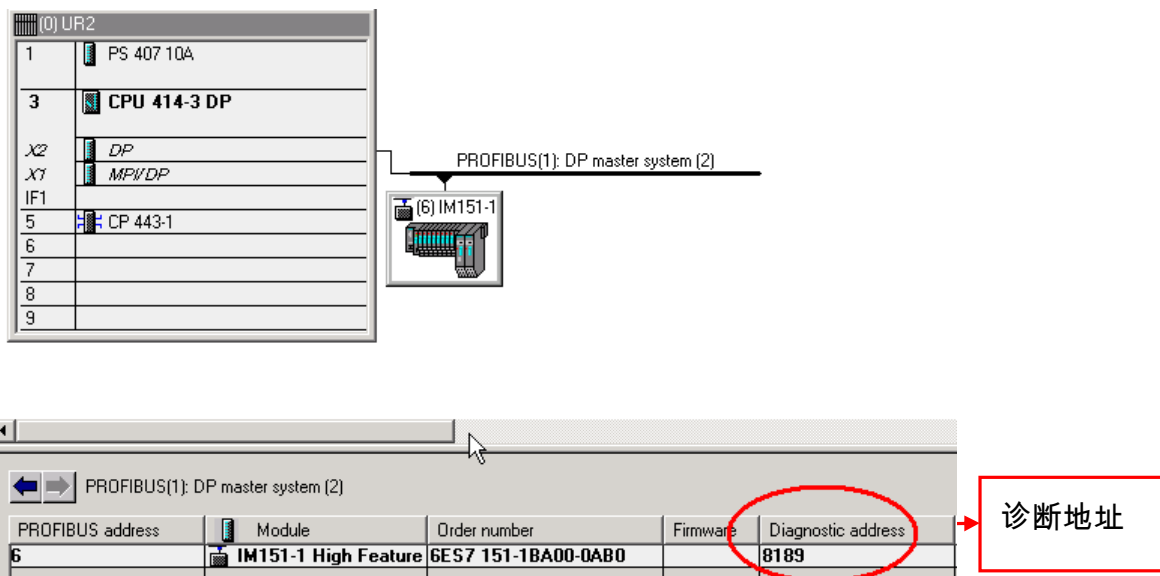 (0) UR2
1 PS 407 10A
3 CPU 414-3 DP
X2 DP
X1 MPI/DP
IF1
5 CP 443-1
6
7
8
9
PROFIBUS(1): DP master system (2)
(6) IM151-1
PROFIBUS(1): DP master system (2)
PROFIBUS address Module Order number Firmware Diagnostic address
6 IM151-1 High Feature 6ES7 151-1BA00-0AB0 8189
诊断地址